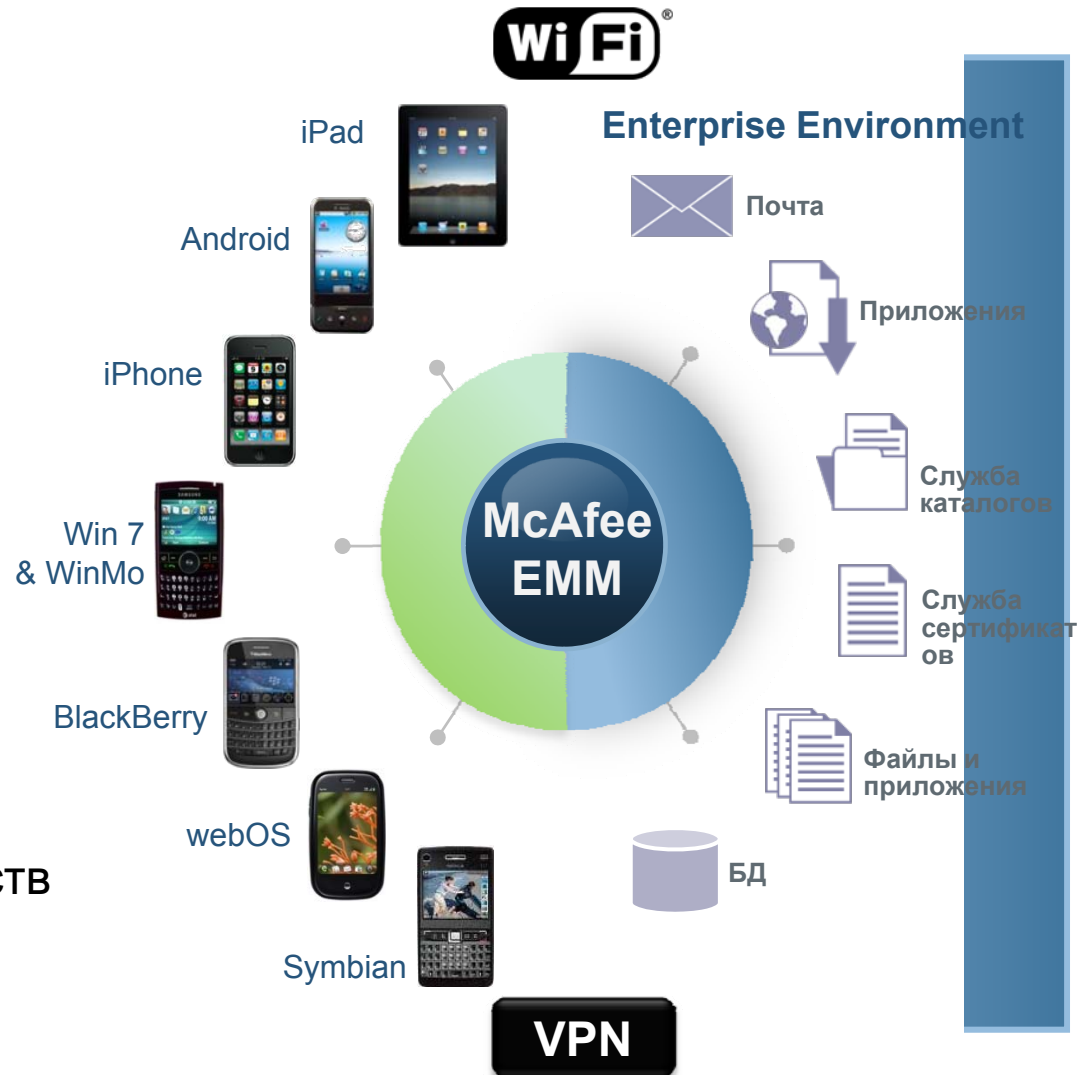 Wi Fi ®
iPad
Enterprise Environment
Почта
Android
Приложения
iPhone
Служба
каталогов
McAfee
EMM
Win 7
& WinMo
Служба
сертификат
ов
BlackBerry
Файлы и
приложения
webOS
БД
ств
Symbian
VPN